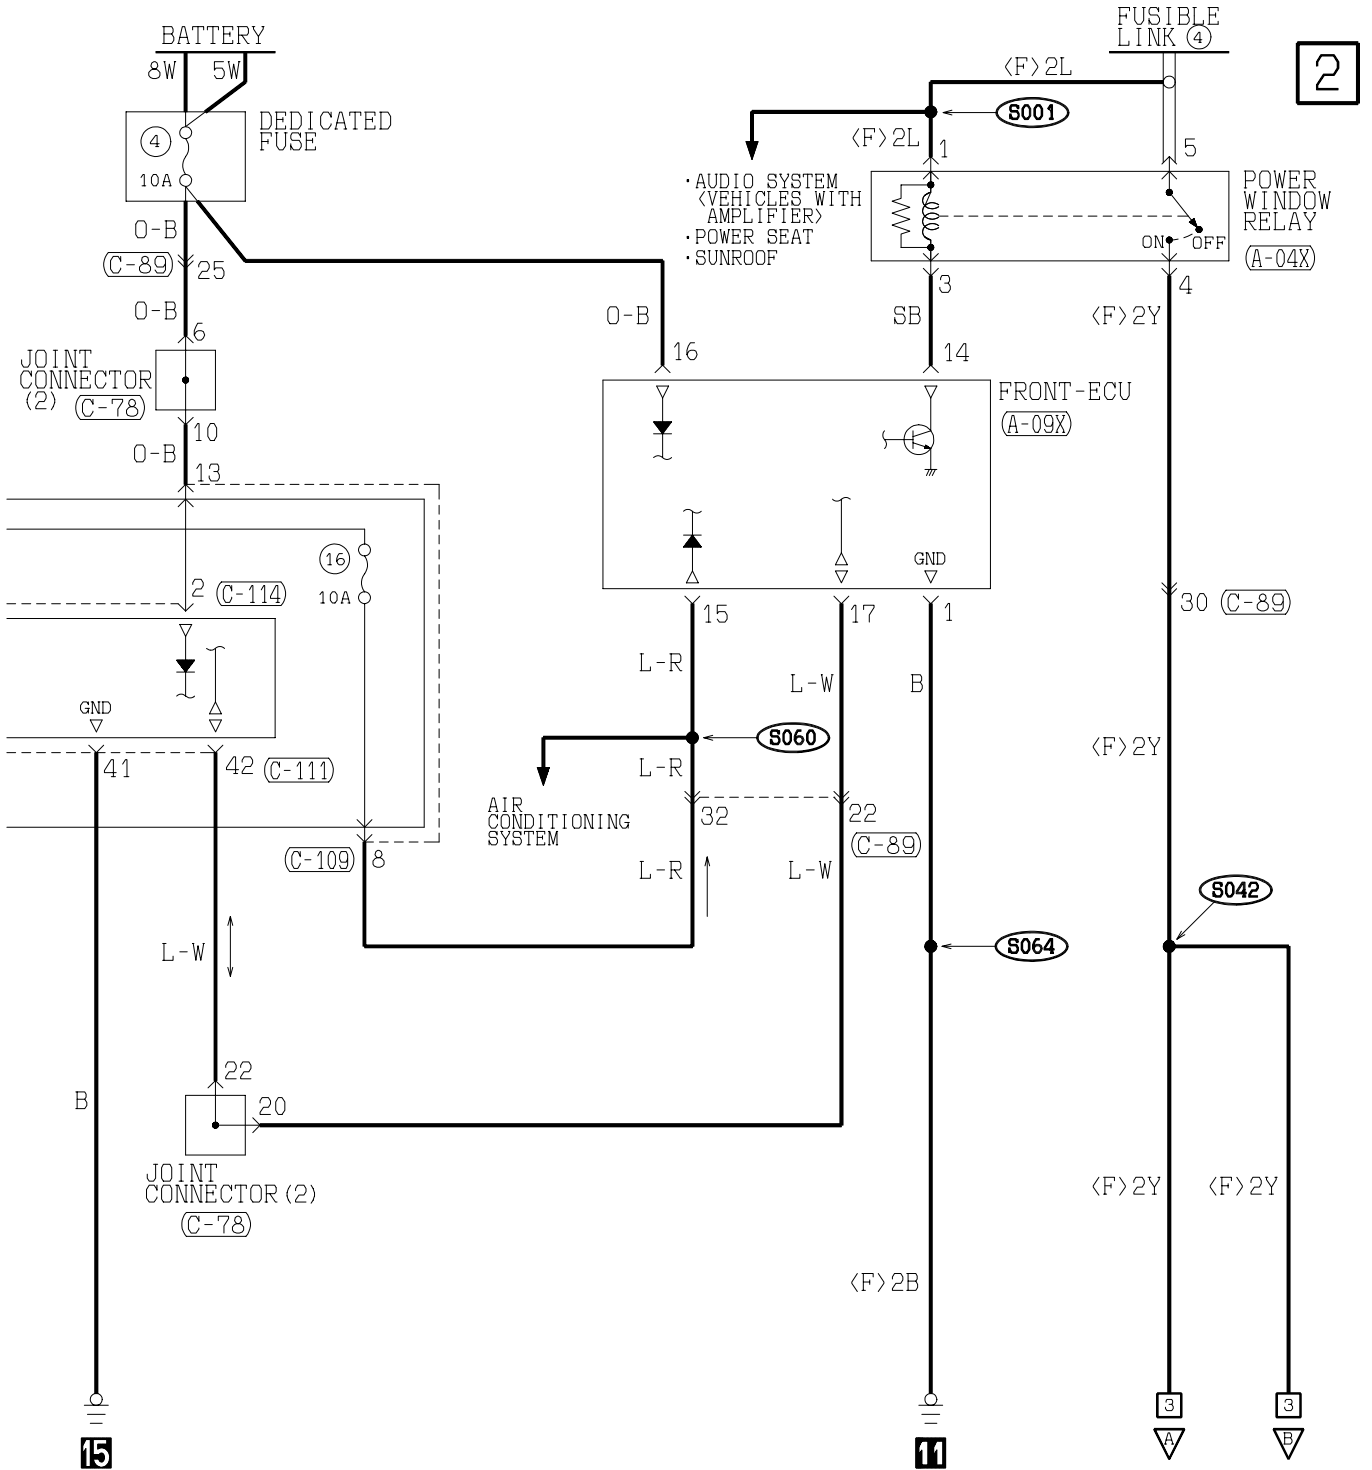 BATTERY
8W
5W
FUSIBLE
LINK 4
2
<F>2L
S001
DEDICATED
FUSE
4
10A
<F>2L
1
5
·AUDIO SYSTEM
<VEHICLES WITH
AMPLIFIER>
·POWER SEAT
·SUNROOF
POWER
WINDOW
RELAY
(A-04X)
ON
OFF
O-B
(C-89)
25
3
4
O-B
6
O-B
SB
<F>2Y
JOINT
CONNECTOR
(2)
(C-78)
16
14
FRONT-ECU
(A-09X)
10
O-B
13
16
10A
2
(C-114)
GND
GND
15
17
1
30
(C-89)
L-R
L-W
B
41
42
(C-111)
S060
L-R
<F>2Y
AIR
CONDITIONING
SYSTEM
32
22
(C-89)
(C-109)
8
L-R
L-W
S042
L-W
S064
22
20
B
JOINT
CONNECTOR(2)
(C-78)
<F>2Y
<F>2Y
<F>2B
3
3
A
B
15
11